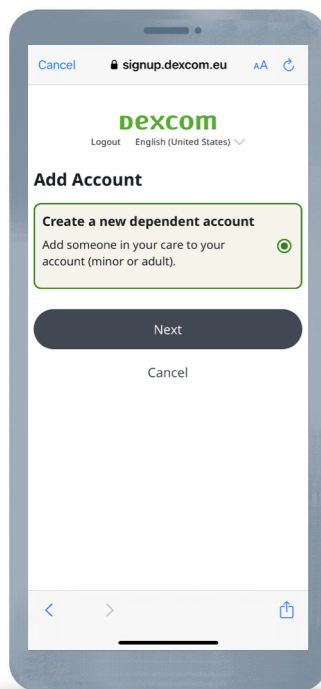 Cancel signup.dexcom.eu AA
Dexcom
Logout English (United States)
Add Account
Create a new dependent account
Add someone in your care to your
account (minor or adult).
Next
Cancel